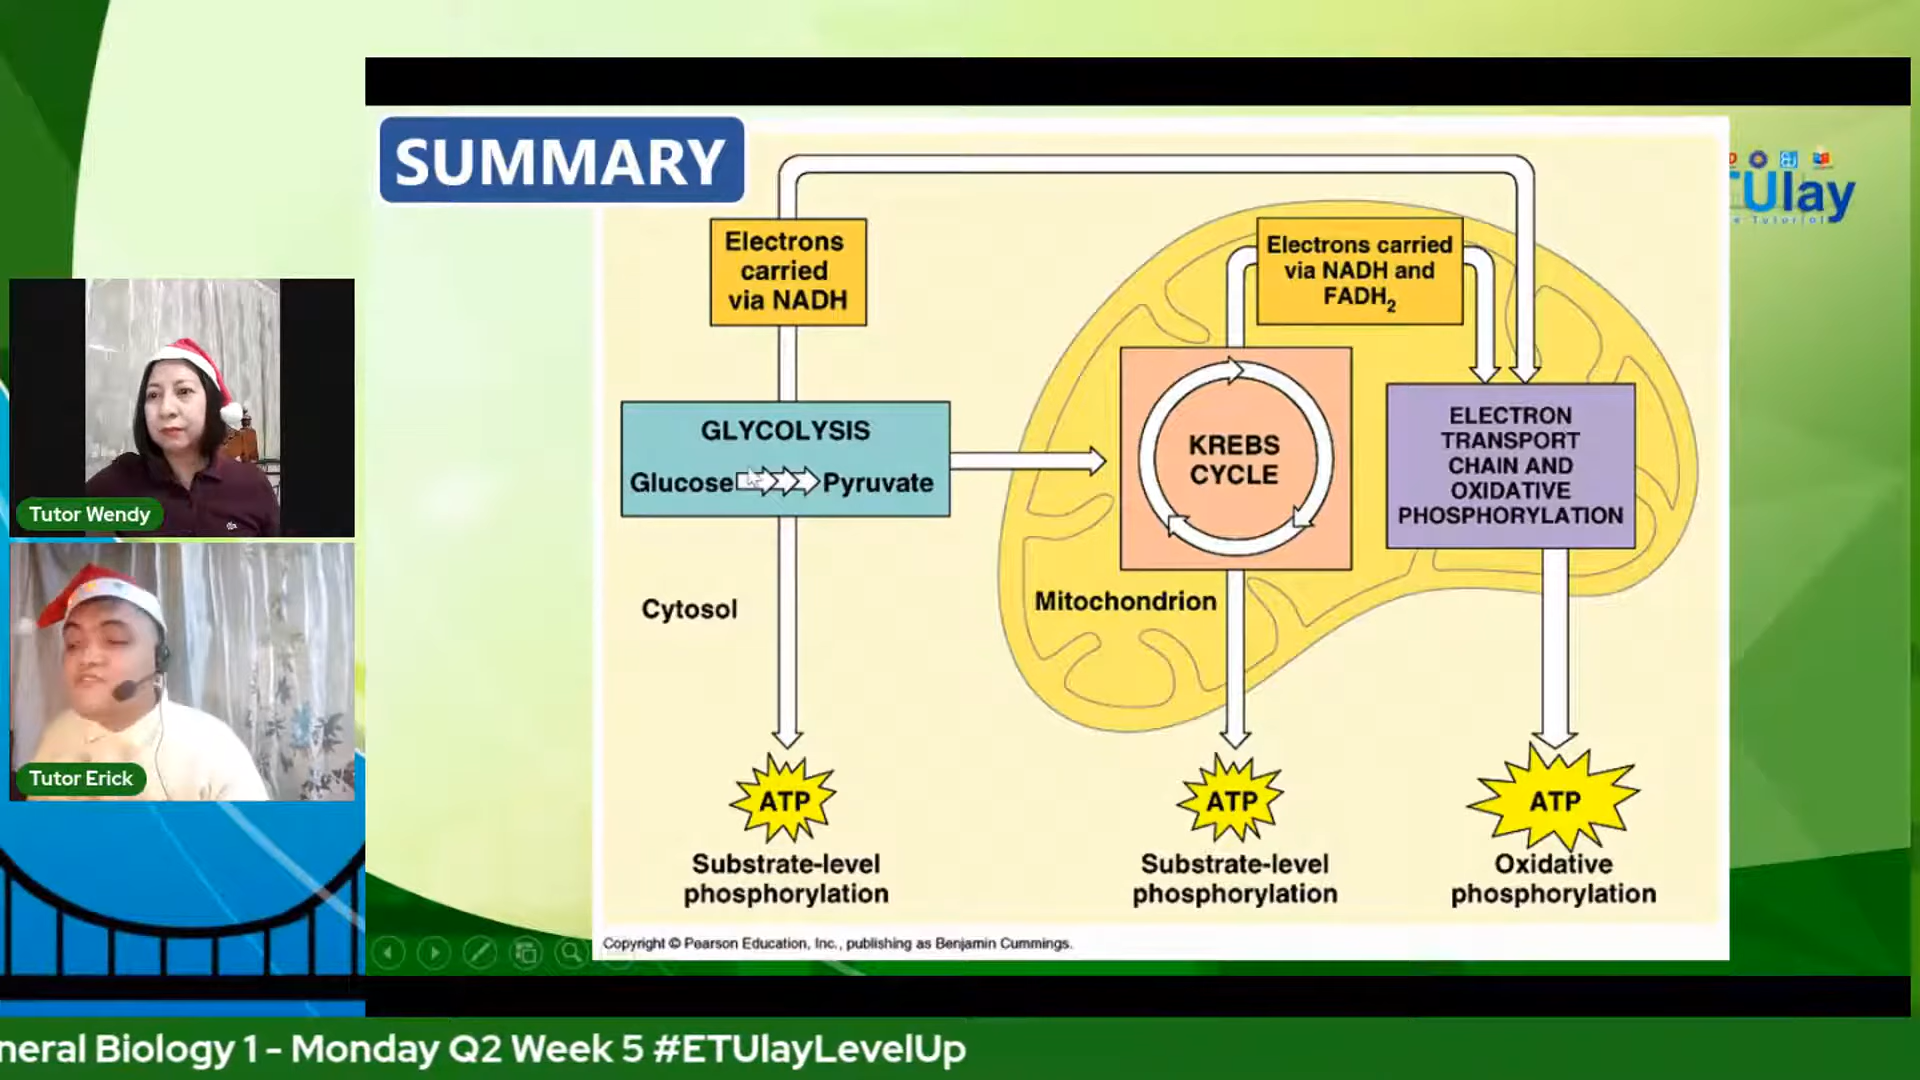 SUMMARY
Ulay
Electrons
carried
via NADH
Electrons carried
via NADH and
FADH2
GLYCOLYSIS
Glucose Pyruvate
KREBS
CYCLE
ELECTRON
TRANSPORT
CHAIN AND
OXIDATIVE
PHOSPHORYLATION
Cytosol
Mitochondrion
ATP
ATP
ATP
Substrate-level
phosphorylation
Substrate-level
phosphorylation
Oxidative
phosphorylation
Copyright © Pearson Education, Inc., publishing as Benjamin Cummings.
Tutor Wendy
Tutor Erick
neral Biology 1 - Monday Q2 Week 5 #ETUlayLevelUp